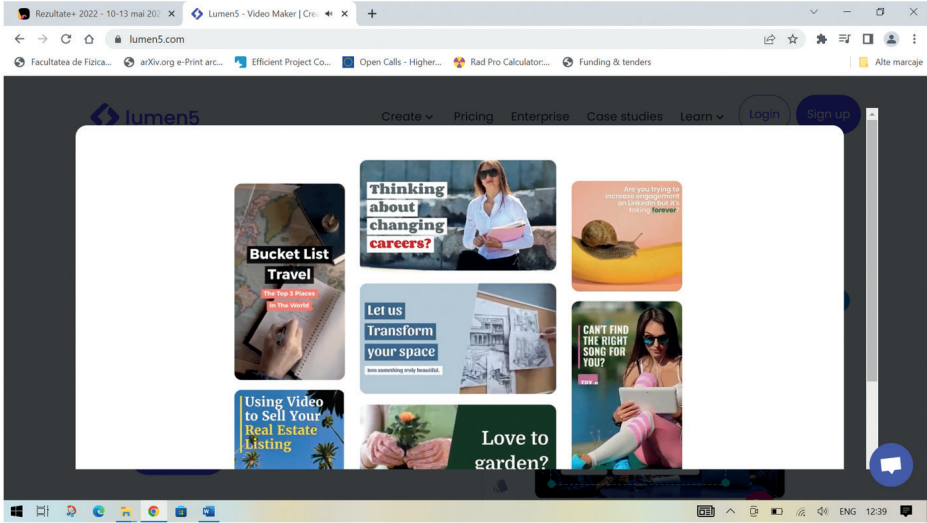 Rezultate+ 2022 - 10-13 mai 202
Lumen5 - Video Maker | Crea
lumen5.com
Facultatea de Fizica...
arXiv.org e-Print arc...
Efficient Project Co...
Open Calls - Higher...
Rad Pro Calculator:...
Funding & tenders
Alte marcaje
lumen5
Create
Pricing
Enterprise
Case studies
Learn
Login
Sign up
Bucket List
Travel
The Top 3 Places
In The World
Thinking
about
changing
careers?
Are you trying to
increase engagement
on LinkedIn but it's
taking forever
Let us
Transform
your space
Into something truly beautiful.
CAN'T FIND
THE RIGHT
SONG FOR
YOU?
Using Video
to Sell Your
Real Estate
Listing
Love to
garden?
ENG
12:39